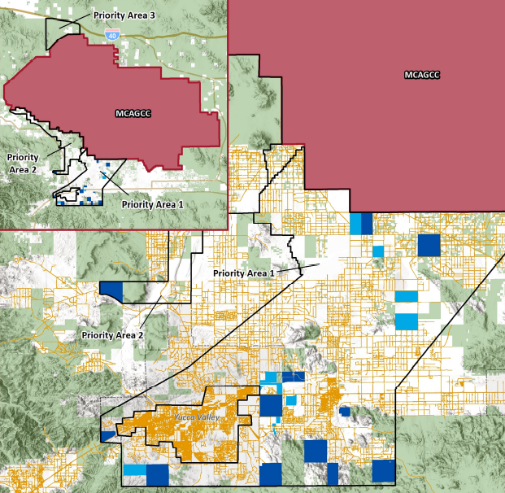 Priority Area 3
40
MCAGCC
MCAGCC
Priority
Area 2
Priority Area 1
Priority Area 1
Priority Area 2
Yucca Valley